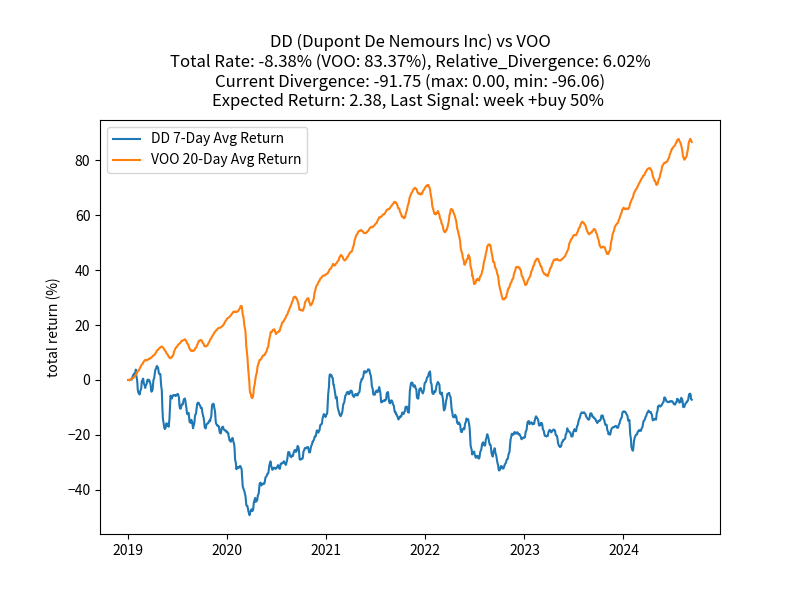 DD (Dupont De Nemours Inc) vs VOO
Total Rate: -8.38% (VOO: 83.37%), Relative_Divergence: 6.02%
Current Divergence: -91.75 (max: 0.00, min: -96.06)
Expected Return: 2.38, Last Signal: week +buy 50%
DD 7-Day Avg Return
VOO 20-Day Avg Return
total return (%)
80
60
40
20
0
−20
−40
2019
2020
2021
2022
2023
2024